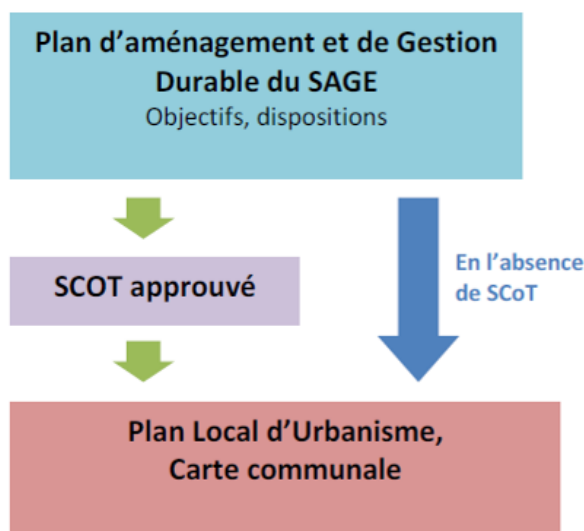 Plan d’aménagement et de Gestion
Durable du SAGE
Objectifs, dispositions
SCOT approuvé
En l’absence
de SCoT
Plan Local d’Urbanisme,
Carte communale